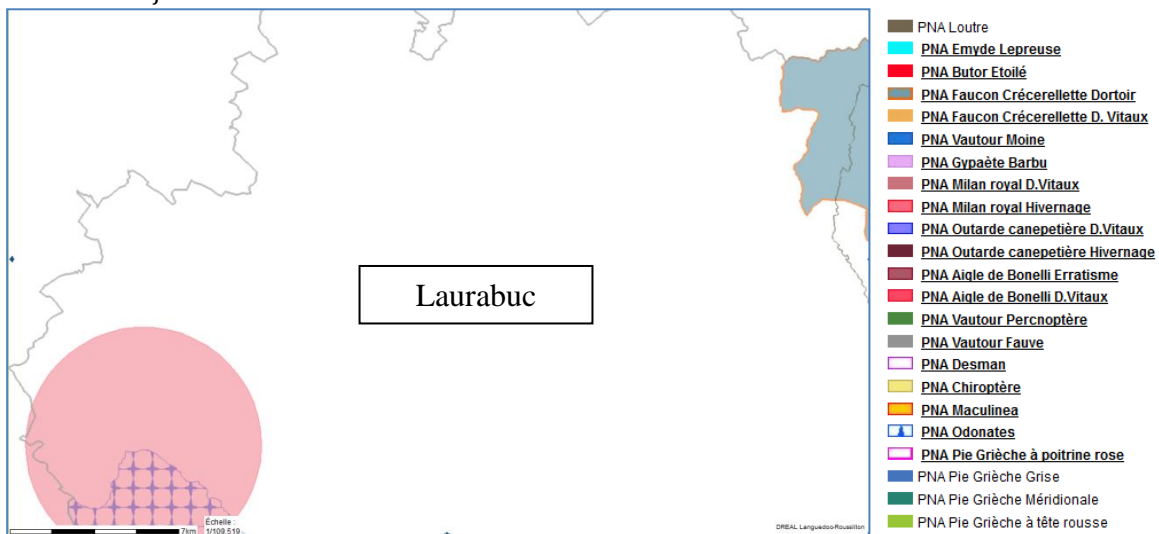 Laurabuc
Échelle :
7km 1/109 519
DREAL Languedoc-Roussillon
PNA Loutre
PNA Emyde Lepreuse
PNA Butor Etoilé
PNA Faucon Crécerellette Dortoir
PNA Faucon Crécerellette D. Vitaux
PNA Vautour Moine
PNA Gypaète Barbu
PNA Milan royal D.Vitaux
PNA Milan royal Hivernage
PNA Outarde canepetière D.Vitaux
PNA Outarde canepetière Hivernage
PNA Aigle de Bonelli Erratisme
PNA Aigle de Bonelli D.Vitaux
PNA Vautour Percnoptère
PNA Vautour Fauve
PNA Desman
PNA Chiroptère
PNA Maculinea
PNA Odonates
PNA Pie Grièche à poitrine rose
PNA Pie Grièche Grise
PNA Pie Grièche Méridionale
PNA Pie Grièche à tête rousse